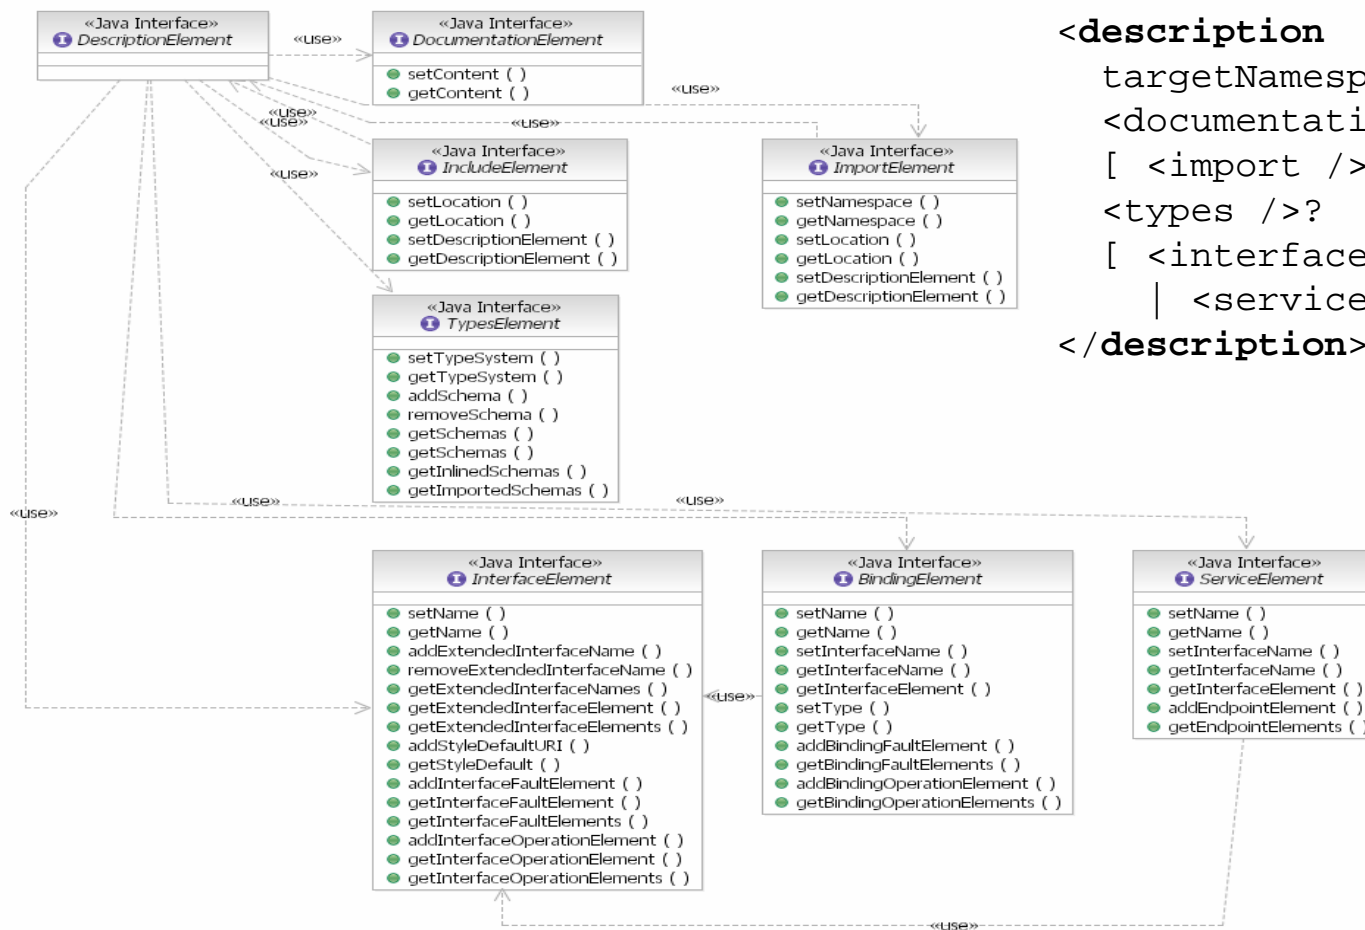 «Java Interface»
DescriptionElement
«use»
«Java Interface»
DocumentationElement
setContent ( )
getContent ( )
«use»
«use»
«use»
«use»
«use»
«Java Interface»
IncludeElement
setLocation ( )
getLocation ( )
setDescriptionElement ( )
getDescriptionElement ( )
«Java Interface»
ImportElement
setNamespace ( )
getNamespace ( )
setLocation ( )
getLocation ( )
setDescriptionElement ( )
getDescriptionElement ( )
<description
targetNamesp
<documentati
[ <import />
<types />?
[ <interface
| <service
</description>
«Java Interface»
TypesElement
setTypeSystem ( )
getTypeSystem ( )
addSchema ( )
removeSchema ( )
getSchemas ( )
getSchemas ( )
getInlinedSchemas ( )
getImportedSchemas ( )
«use»
«use»
«use»
«Java Interface»
InterfaceElement
setName ( )
getName ( )
addExtendedInterfaceName ( )
removeExtendedInterfaceName ( )
getExtendedInterfaceNames ( )
getExtendedInterfaceElement ( )
getExtendedInterfaceElements ( )
addStyleDefaultURI ( )
getStyleDefault ( )
addInterfaceFaultElement ( )
getInterfaceFaultElement ( )
getInterfaceFaultElements ( )
addInterfaceOperationElement ( )
getInterfaceOperationElement ( )
getInterfaceOperationElements ( )
«use»
«Java Interface»
BindingElement
setName ( )
getName ( )
setInterfaceName ( )
getInterfaceName ( )
getInterfaceElement ( )
setType ( )
getType ( )
addBindingFaultElement ( )
getBindingFaultElements ( )
addBindingOperationElement ( )
getBindingOperationElements ( )
«Java Interface»
ServiceElement
setName ( )
getName ( )
setInterfaceName ( )
getInterfaceName ( )
getInterfaceElement ( )
addEndpointElement ( )
getEndpointElements ( )
«use»